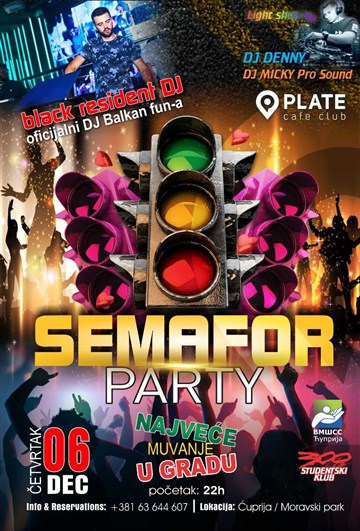 Light show by
DJ DENNY
DJ MICKY Pro Sound
black resident DJ
oficijalni DJ Balkan fun-a
PLATE
cafe club
SEMAFOR
PARTY
ČETVRTAK
06
DEC
NAJVEĆE
MUVANJE
U GRADU
početak: 22h
ВМШСС
Ћуприја
STUDENTSKI
KLUB
Info & Reservations: +381 63 644 607 | Lokacija: Ćuprija / Moravski park